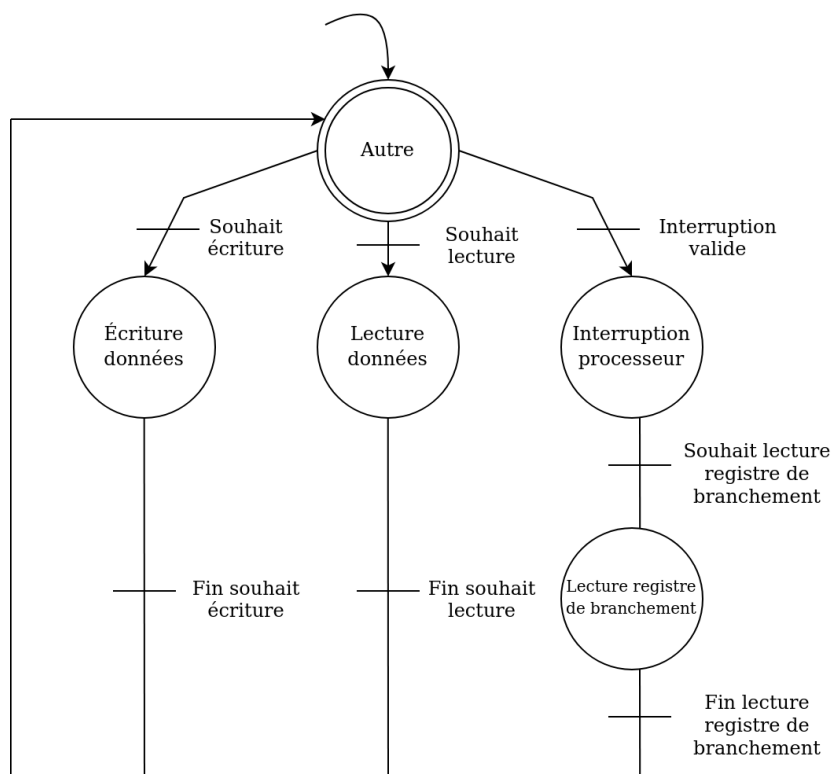 Autre
Souhait
écriture
Souhait
lecture
Interruption
valide
Écriture
données
Lecture
données
Interruption
processeur
Souhait lecture
registre de
branchement
Fin souhait
écriture
Fin souhait
lecture
Lecture registre
de branchement
Fin lecture
registre de
branchement